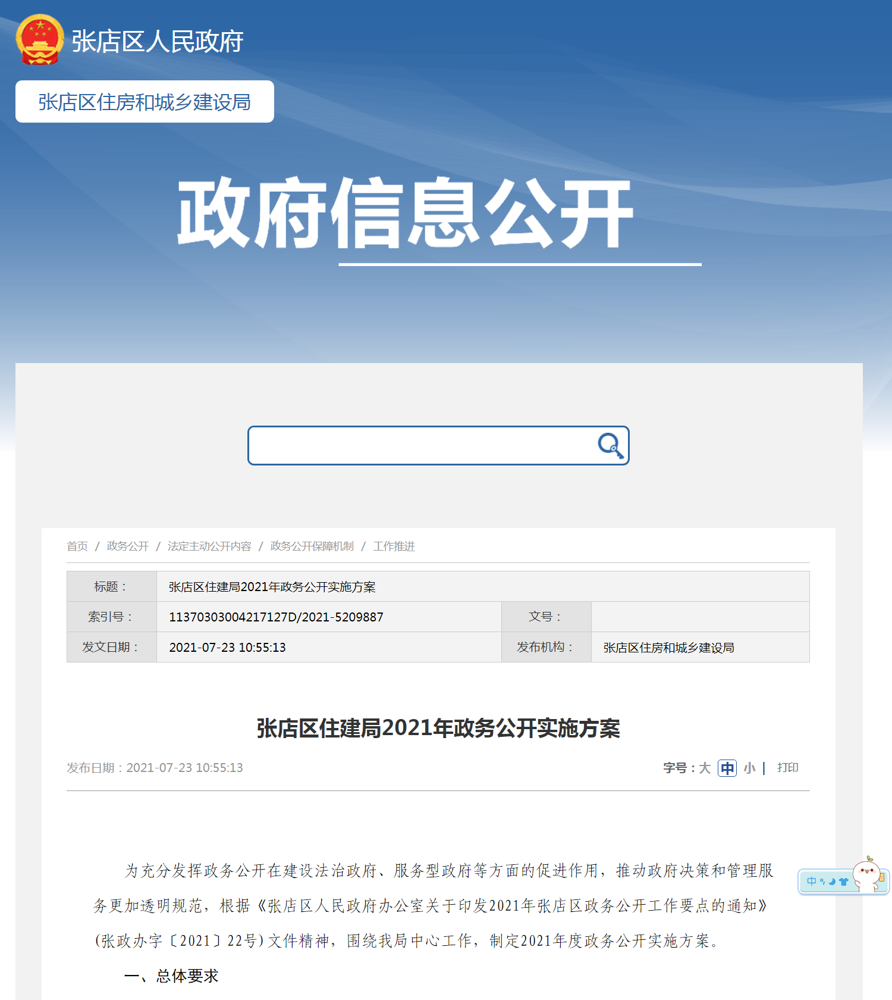 张店区人民政府
张店区住房和城乡建设局
政府信息公开
首页 / 政务公开 / 法定主动公开内容 / 政务公开保障机制 / 工作推进
标题： 张店区住建局2021年政务公开实施方案
索引号： 11370303004217127D/2021-5209887 文号：
发文日期： 2021-07-23 10:55:13 发布机构： 张店区住房和城乡建设局
张店区住建局2021年政务公开实施方案
发布日期：2021-07-23 10:55:13 字号：大 中 小 | 打印
为充分发挥政务公开在建设法治政府、服务型政府等方面的促进作用，推动政府决策和管理服
务更加透明规范，根据《张店区人民政府办公室关于印发2021年张店区政务公开工作要点的通知》
(张政办字〔2021〕22号)文件精神，围绕我局中心工作，制定2021年度政务公开实施方案。
中
一、总体要求